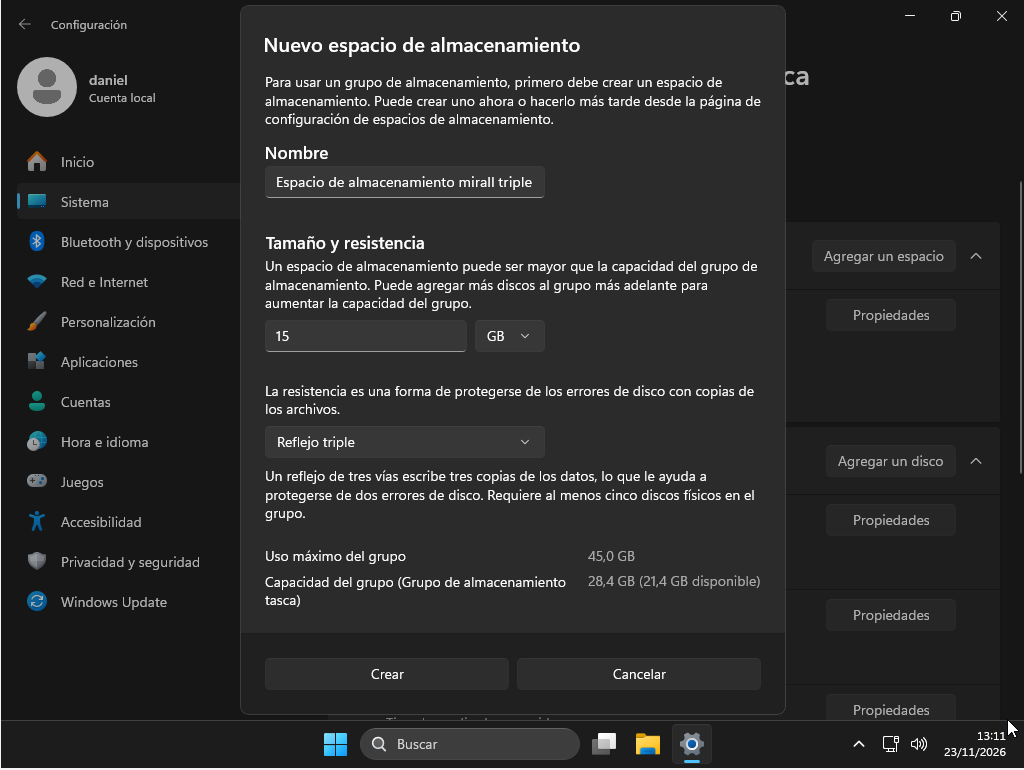 Configuración
daniel
Cuenta local
Inicio
Sistema
Bluetooth y dispositivos
Red e Internet
Personalización
Aplicaciones
Cuentas
Hora e idioma
Juegos
Accesibilidad
Privacidad y seguridad
Windows Update
Nuevo espacio de almacenamiento
Para usar un grupo de almacenamiento, primero debe crear un espacio de
almacenamiento. Puede crear uno ahora o hacerlo más tarde desde la página de
configuración de espacios de almacenamiento.
Nombre
Espacio de almacenamiento mirall triple
Tamaño y resistencia
Un espacio de almacenamiento puede ser mayor que la capacidad del grupo de
almacenamiento. Puede agregar más discos al grupo más adelante para
aumentar la capacidad del grupo.
15 GB
La resistencia es una forma de protegerse de los errores de disco con copias de
los archivos.
Reflejo triple
Un reflejo de tres vías escribe tres copias de los datos, lo que le ayuda a
protegerse de dos errores de disco. Requiere al menos cinco discos físicos en el
grupo.
Uso máximo del grupo 45,0 GB
Capacidad del grupo (Grupo de almacenamiento 28,4 GB (21,4 GB disponible)
tasca)
Crear Cancelar
ca
Agregar un espacio
Propiedades
Agregar un disco
Propiedades
Propiedades
Propiedades
Buscar
13:11
23/11/2026